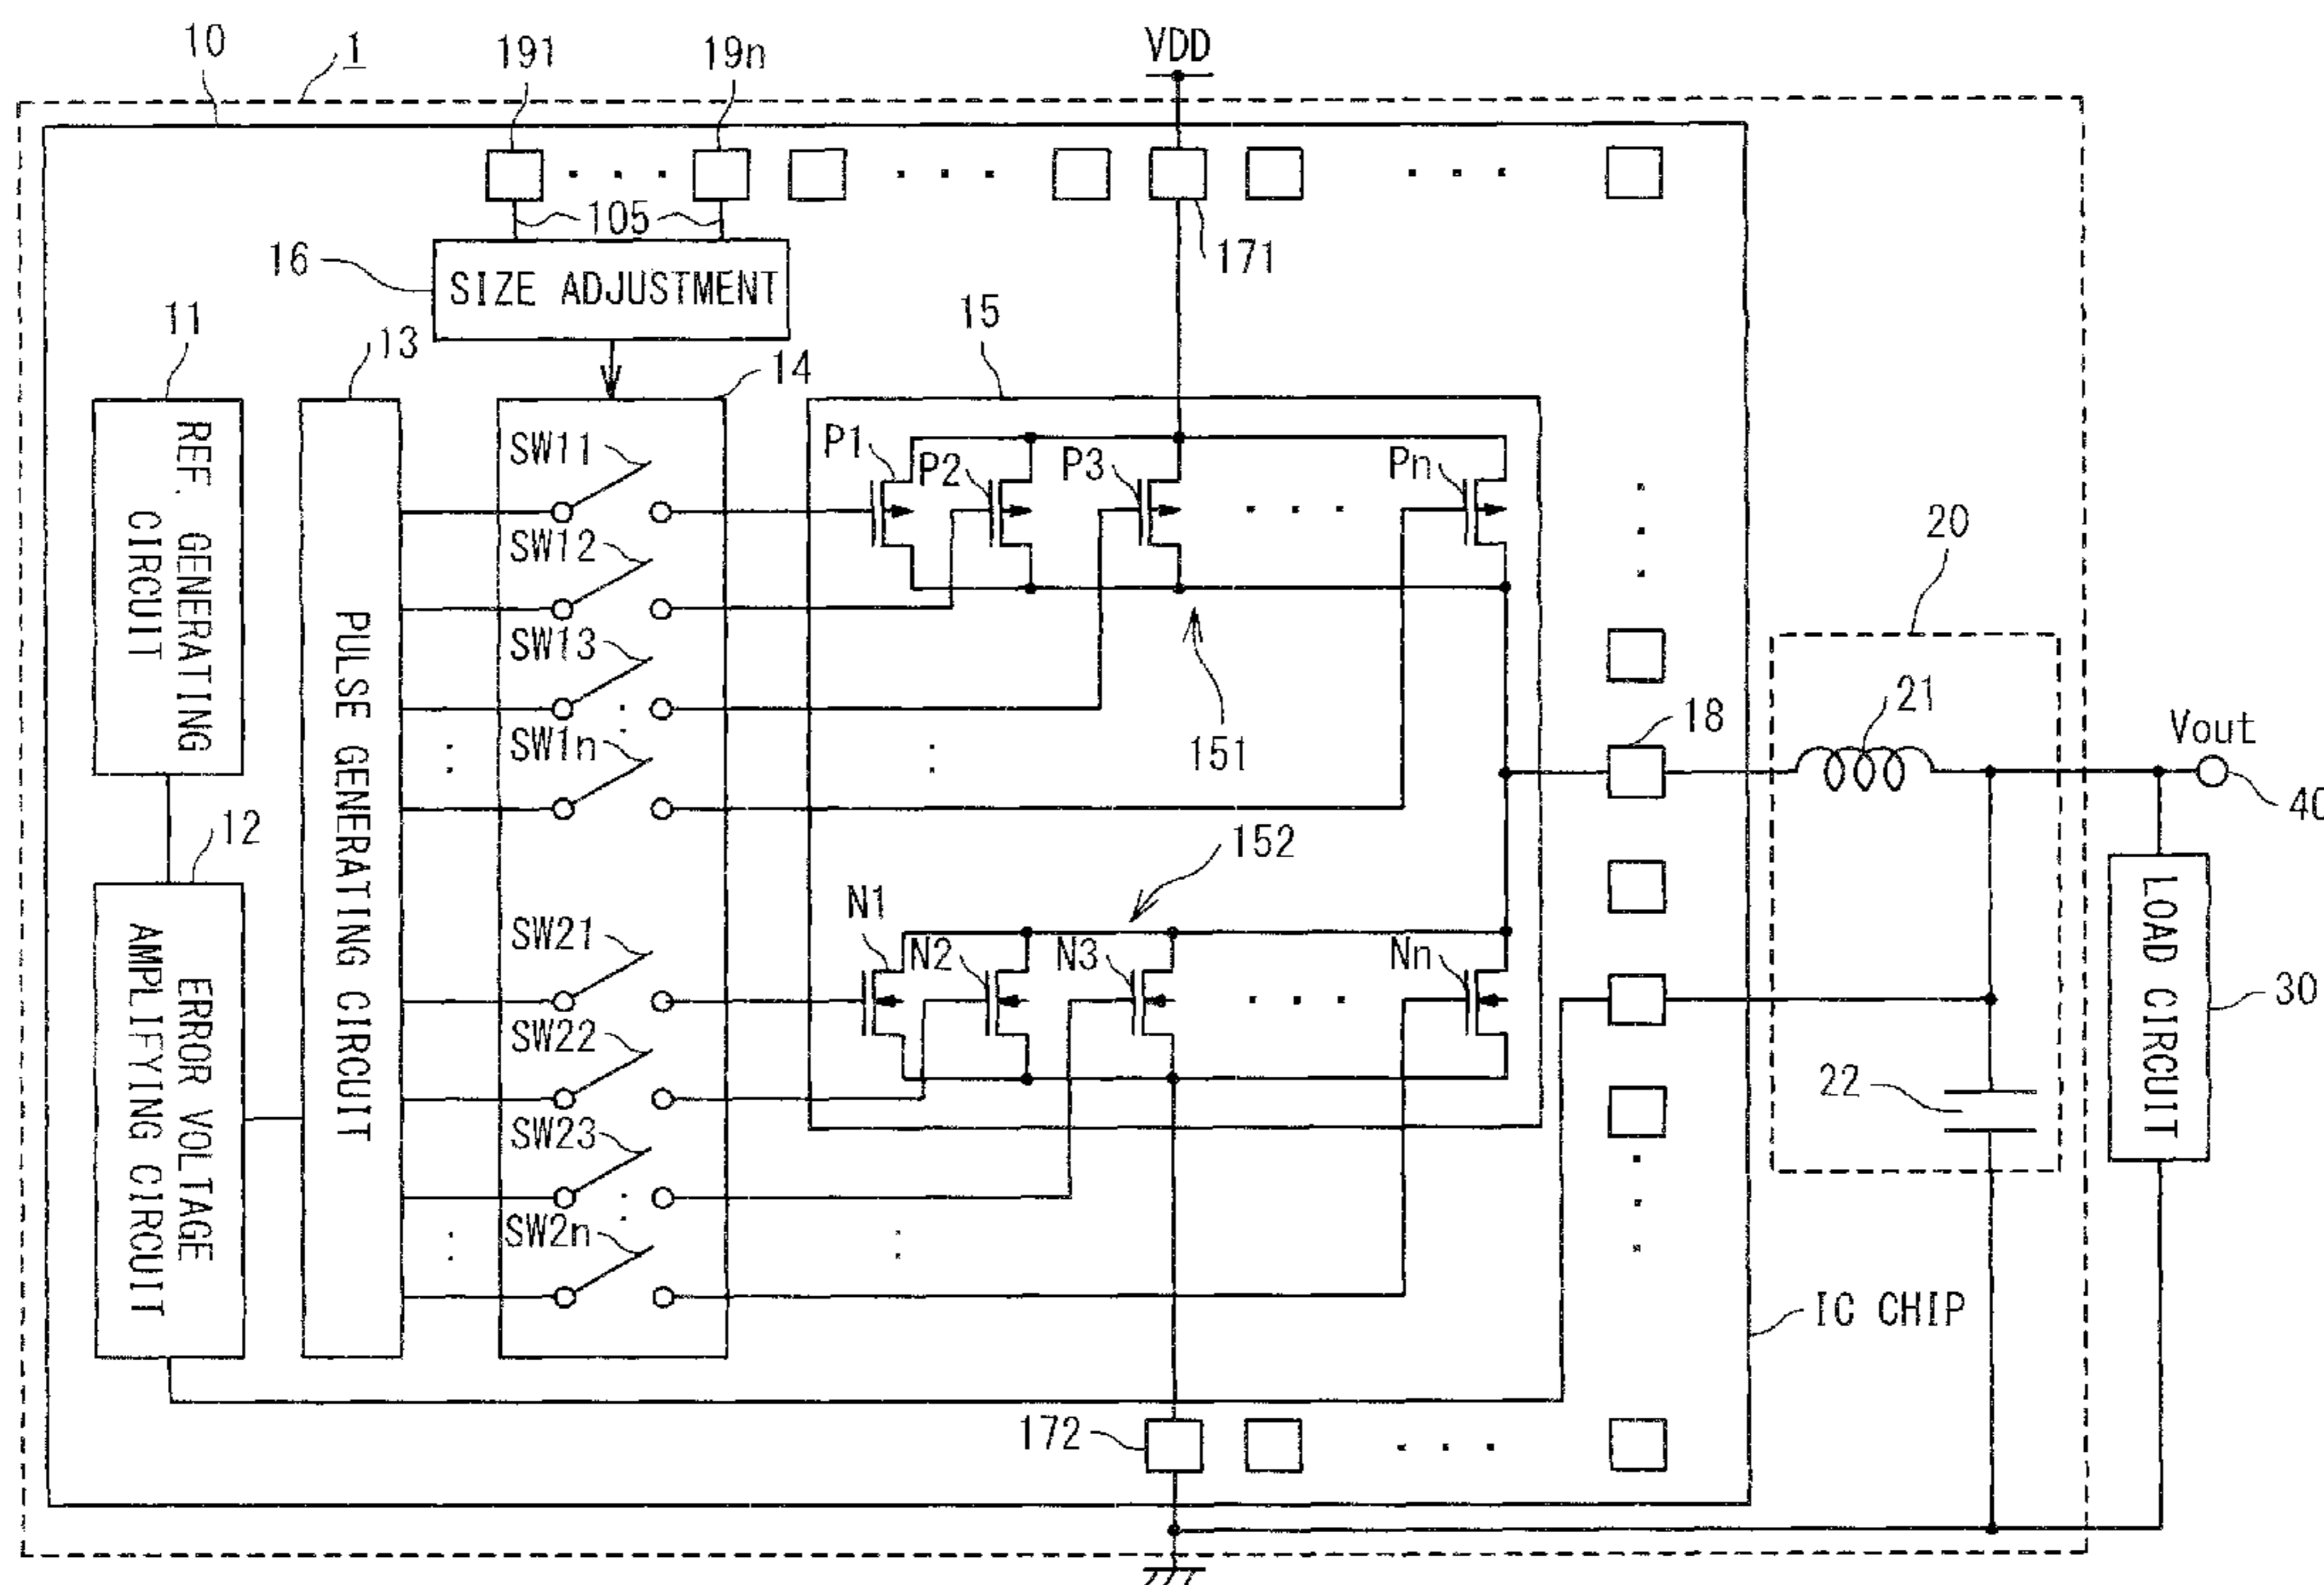 10
1
191
19n
VDD
105
171
16
SIZE ADJUSTMENT
11
13
14
15
REF. GENERATING
CIRCUIT
PULSE GENERATING CIRCUIT
12
ERROR VOLTAGE
AMPLIFYING CIRCUIT
SW11
SW12
SW13
SW1n
SW21
SW22
SW23
SW2n
P1
P2
P3
Pn
151
152
N1
N2
N3
Nn
18
20
21
22
Vout
40
LOAD CIRCUIT
30
IC CHIP
172